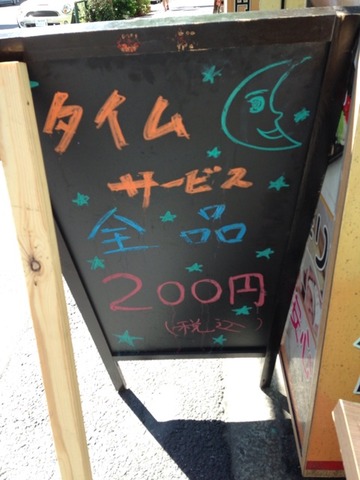 タイム
サービス
全品
200円
(税込)